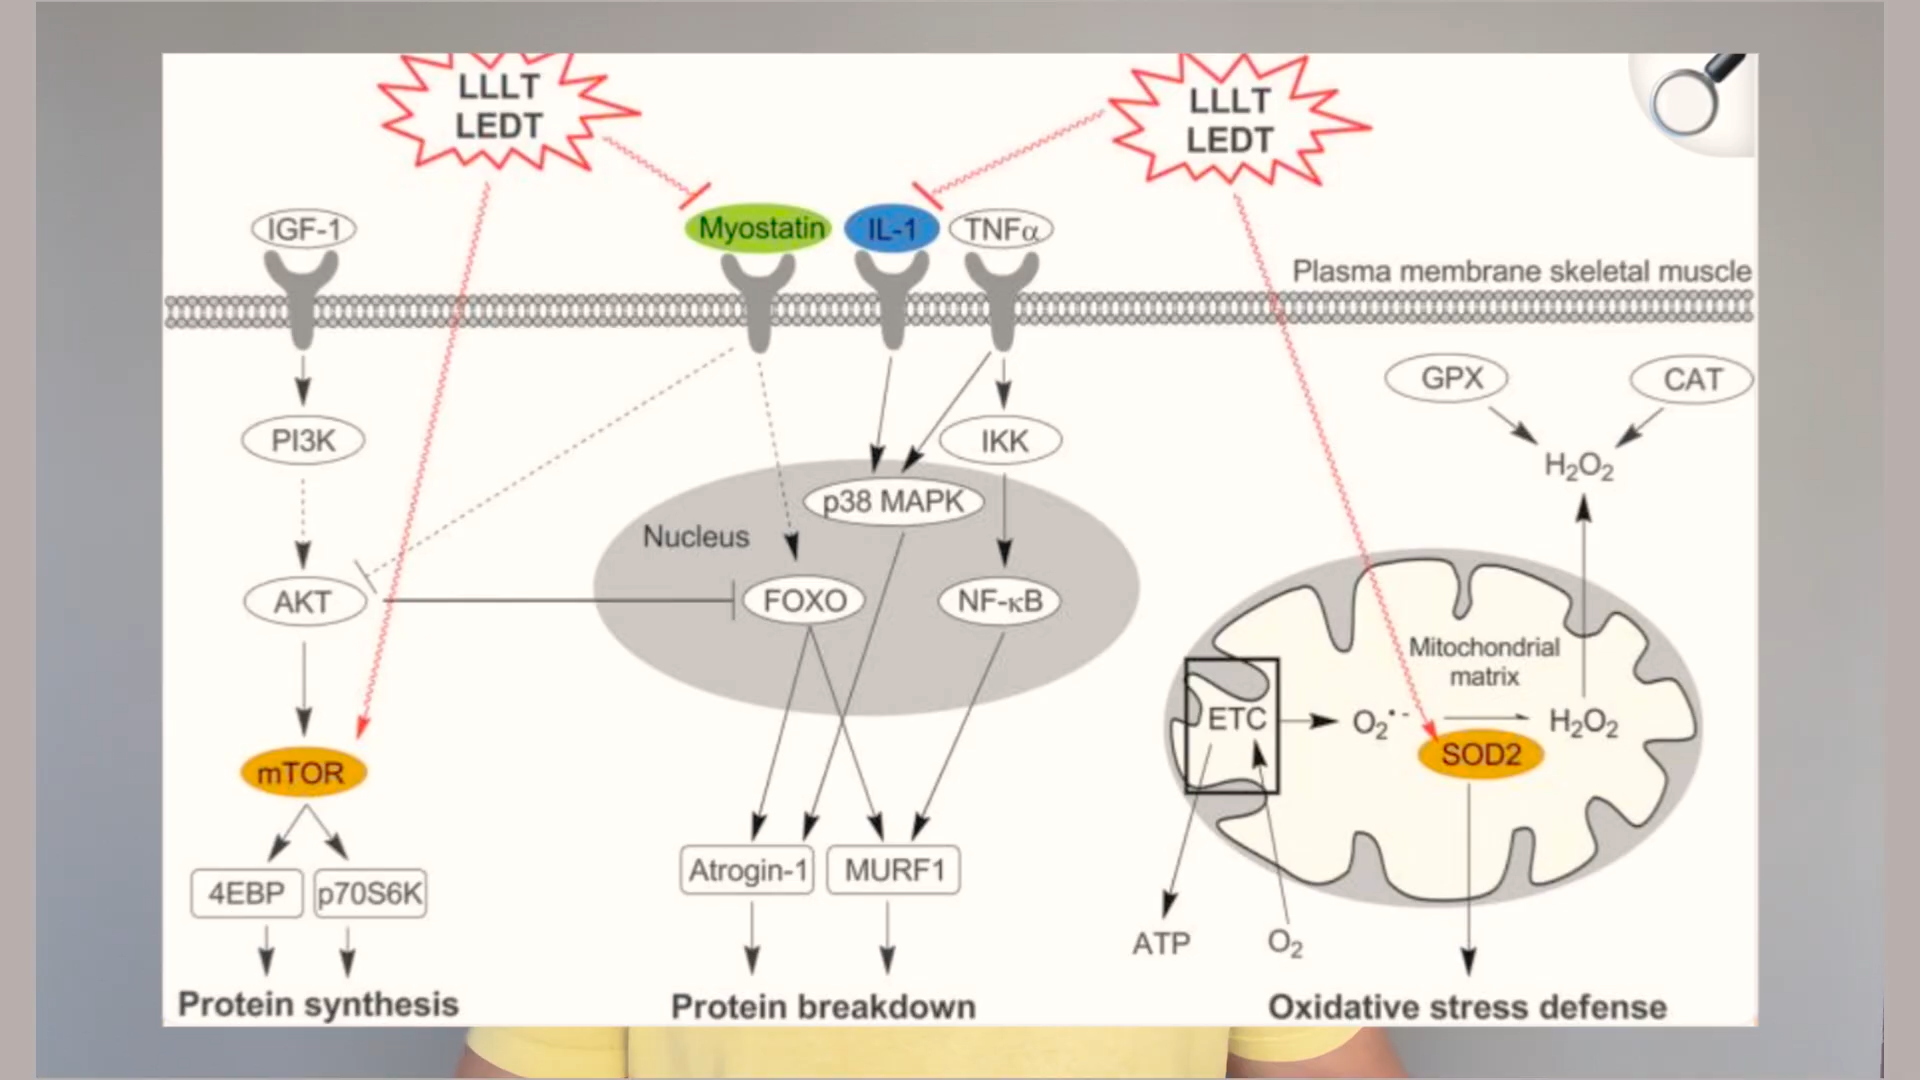 LLLT
LEDT
LLLT
LEDT
IGF-1
Myostatin
IL-1
TNFα
Plasma membrane skeletal muscle
GPX
CAT
PI3K
IKK
H₂O₂
p38 MAPK
Nucleus
AKT
FOXO
NF-κB
Mitochondrial
matrix
ETC
O₂•-
H₂O₂
SOD2
mTOR
4EBP
p70S6K
Atrogin-1
MURF1
ATP
O₂
Protein synthesis
Protein breakdown
Oxidative stress defense